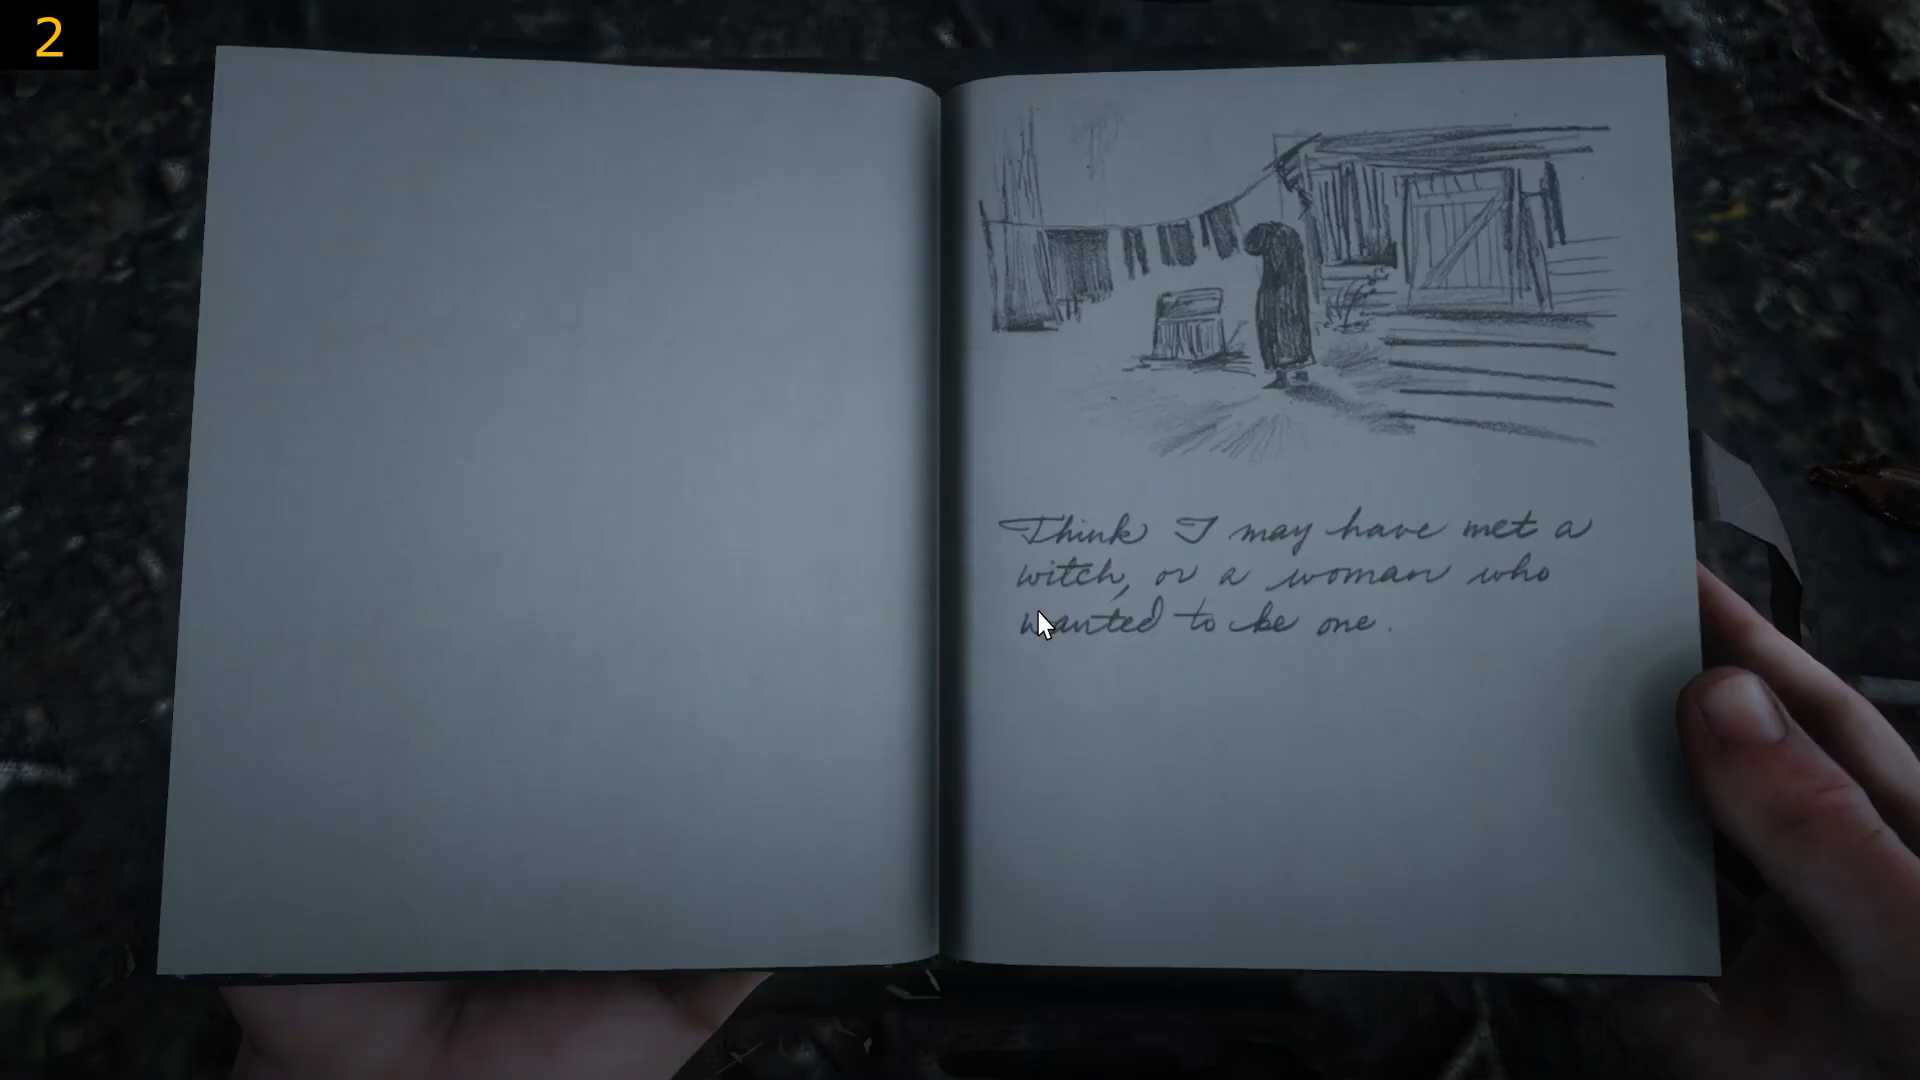 2
Think I may have met a
witch, or a woman who
wanted to be one.